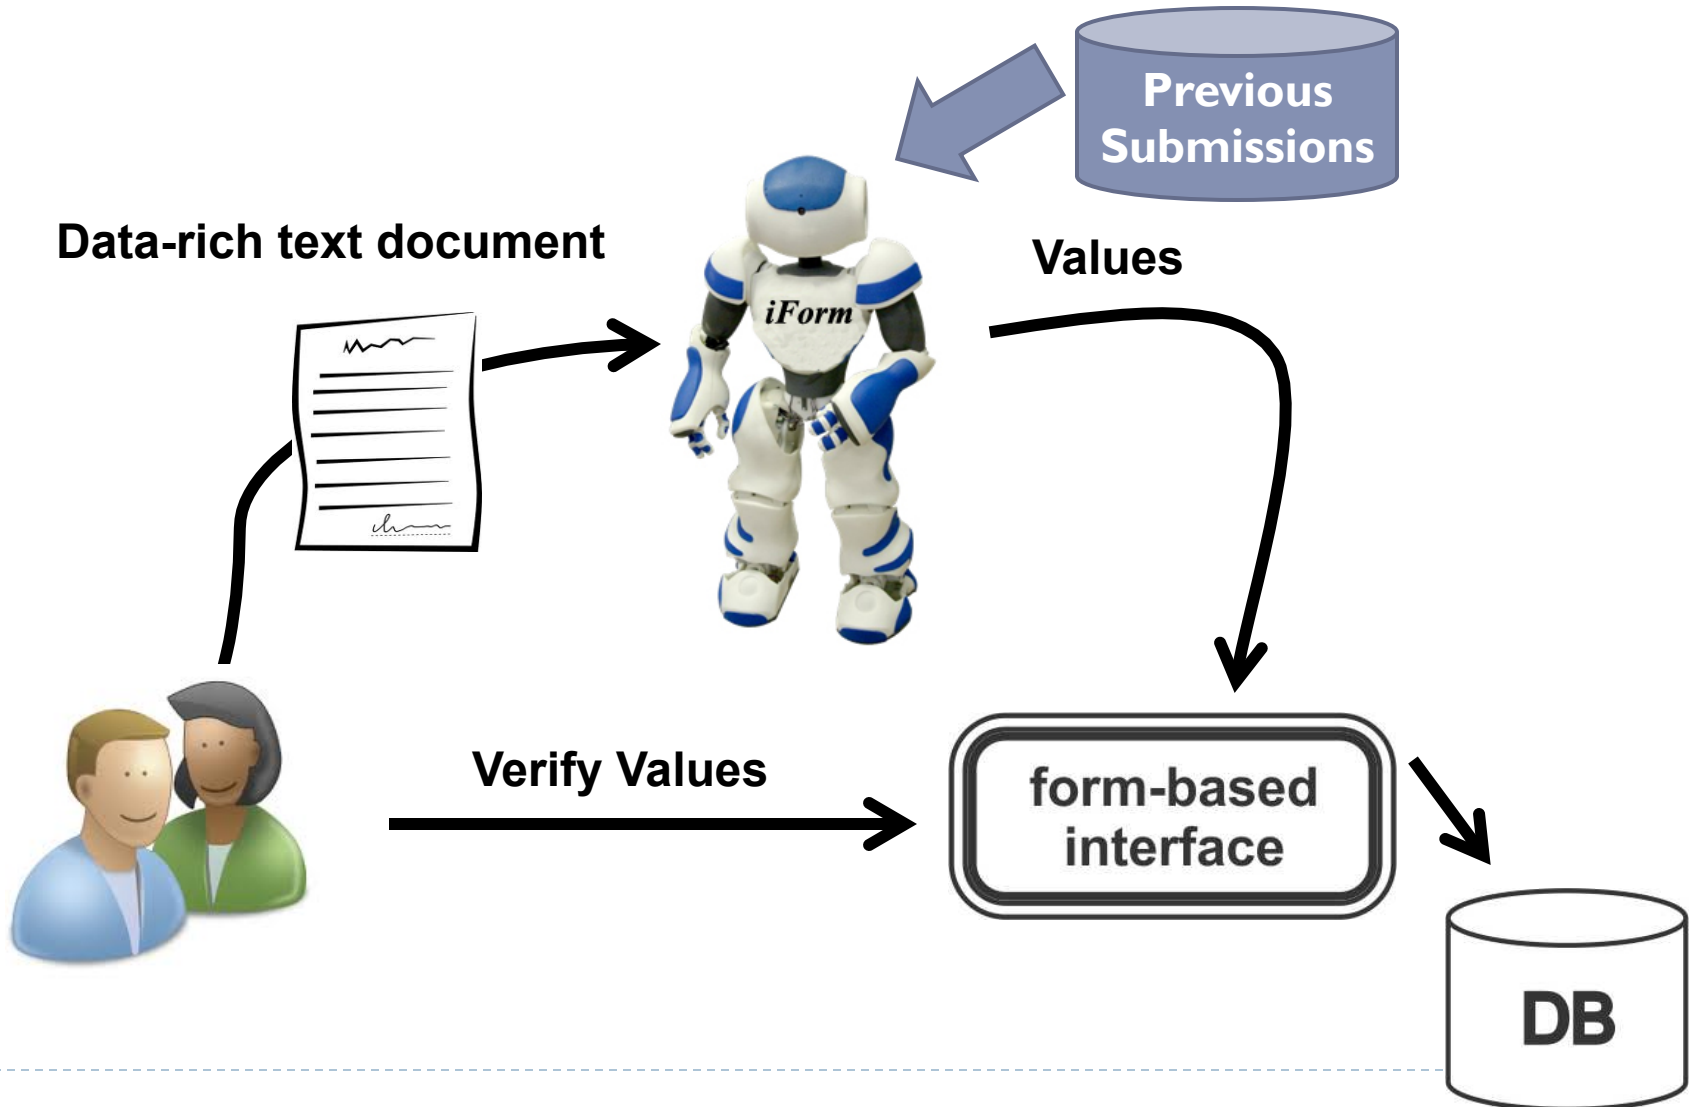 Previous
Submissions
Data-rich text document
Values
iForm
Verify Values
form-based
interface
DB